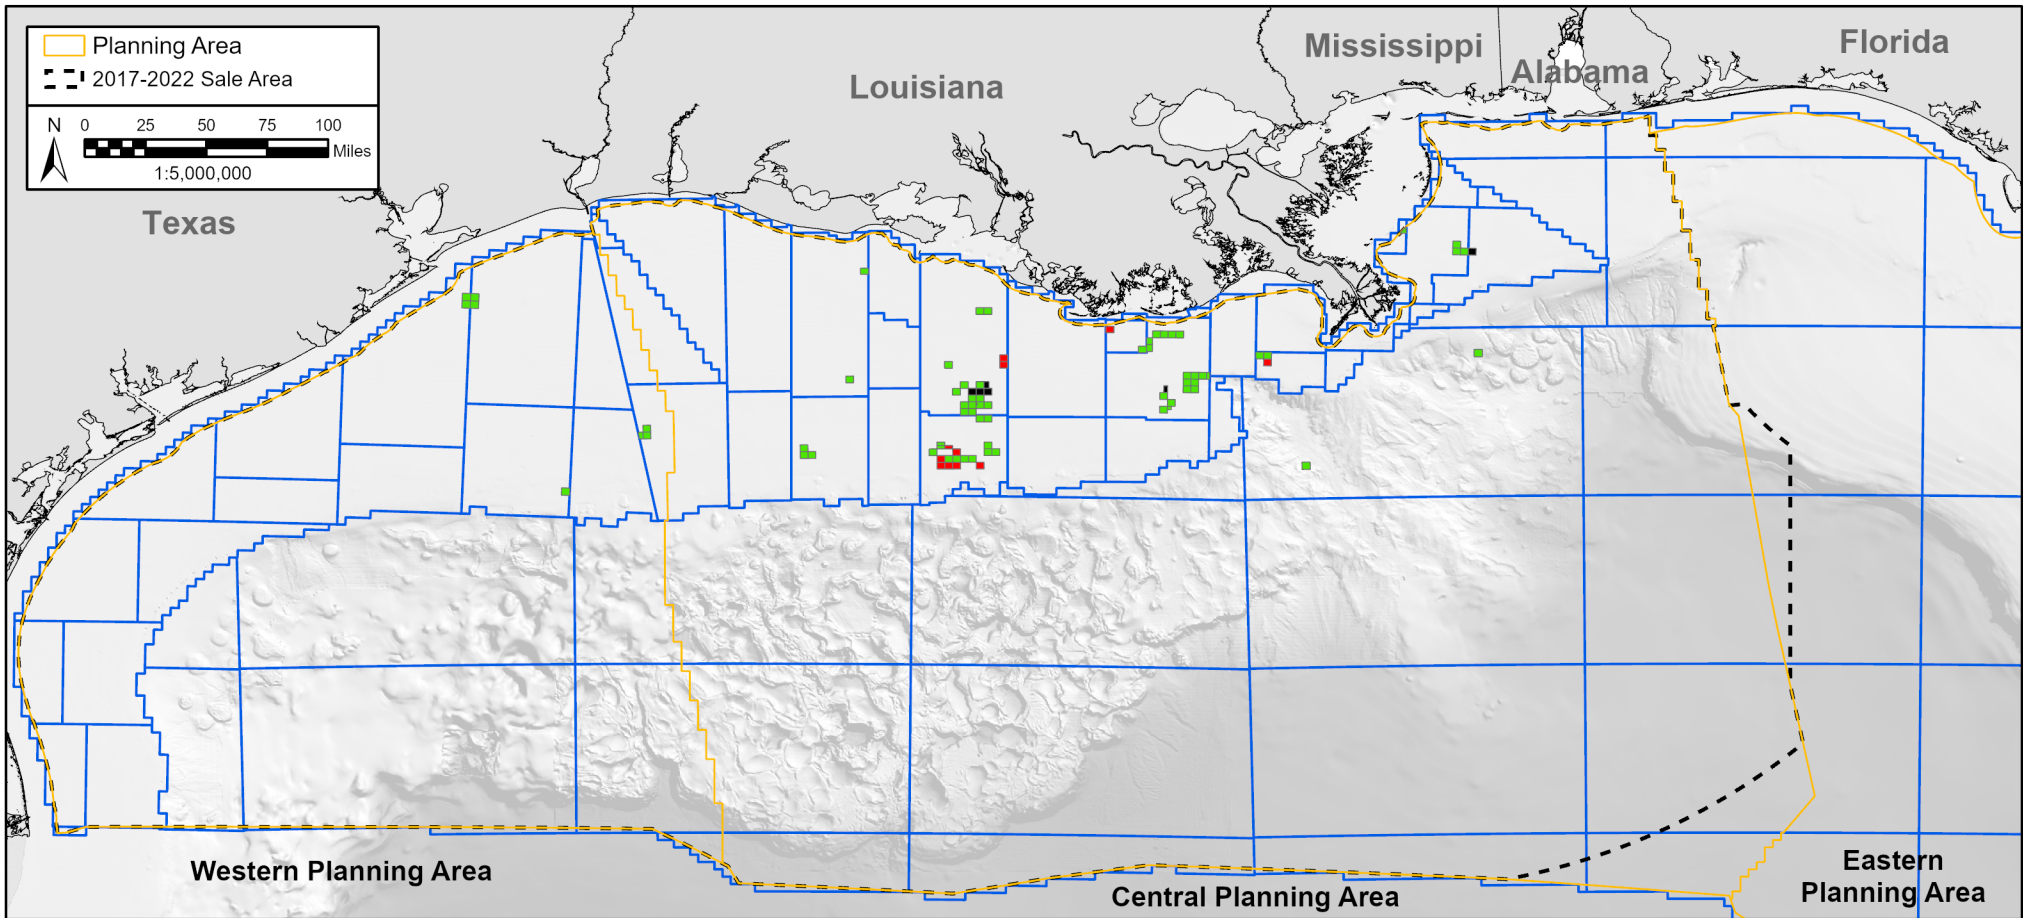 Planning Area
2017-2022 Sale Area
N
0 25 50 75 100
Miles
1:5,000,000
Texas
Louisiana
Mississippi
Alabama
Florida
Western Planning Area
Central Planning Area
Eastern
Planning Area